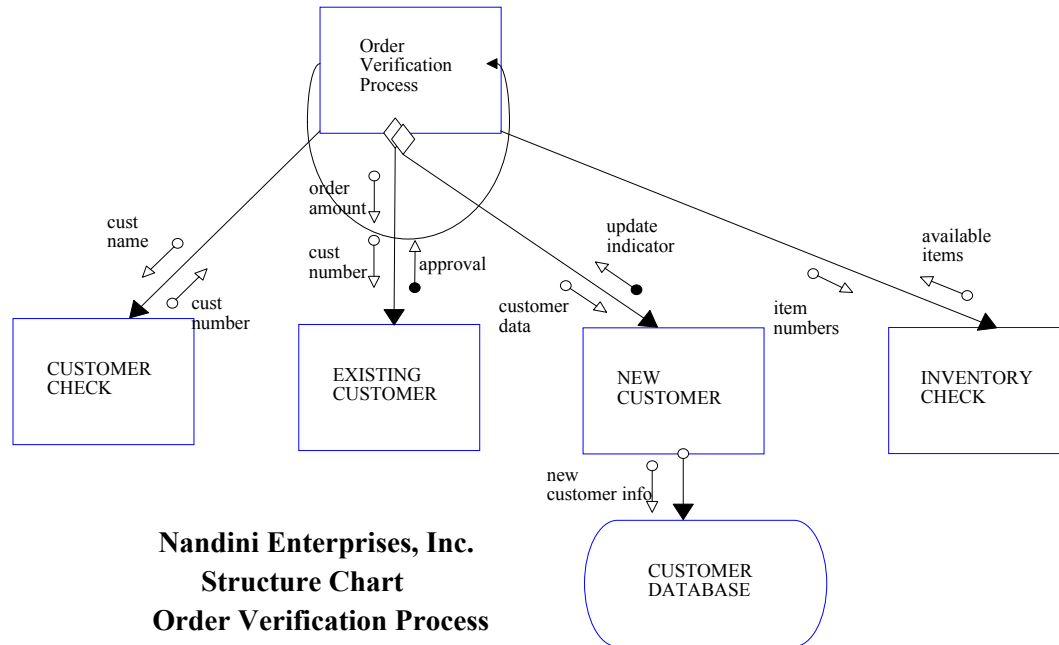 Order
Verification
Process
order
amount
cust
name
cust
number
cust
number
approval
update
indicator
customer
data
available
items
item
numbers
CUSTOMER
CHECK
EXISTING
CUSTOMER
NEW
CUSTOMER
INVENTORY
CHECK
new
customer info
CUSTOMER
DATABASE
Nandini Enterprises, Inc.
Structure Chart
Order Verification Process